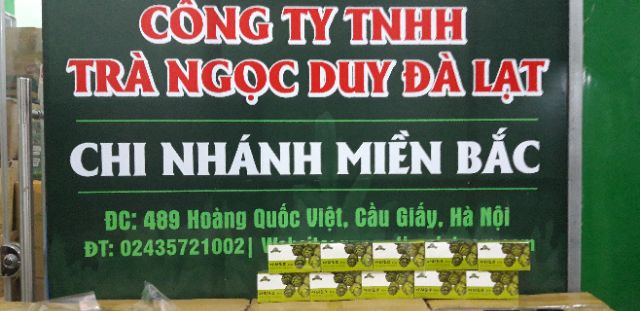 CÔNG TY TNHH
TRÀ NGỌC DUY ĐÀ LẠT
CHI NHÁNH MIỀN BẮC
ĐC: 489 Hoàng Quốc Việt, Cầu Giấy, Hà Nội
ĐT: 02435721002| Website